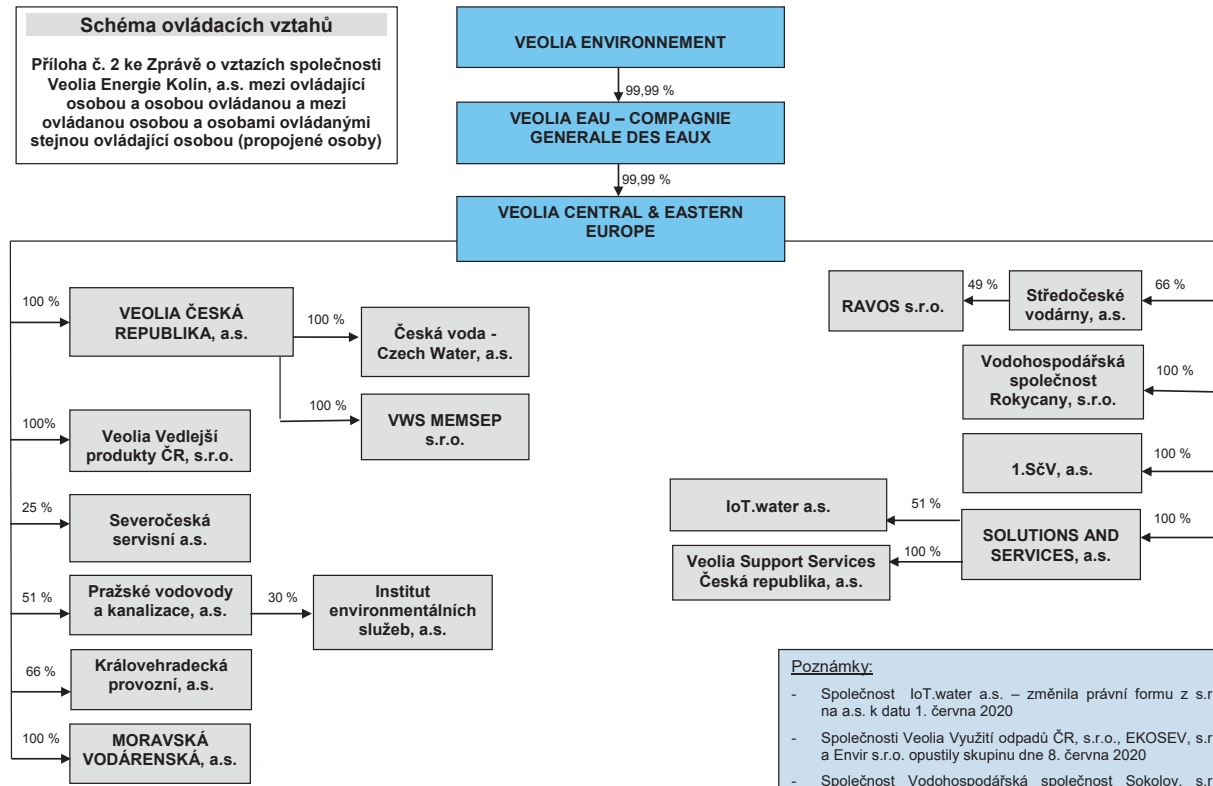 Schéma ovládacích vztahů
Příloha č. 2 ke Zprávě o vztazích společnosti
Veolia Energie Kolín, a.s. mezi ovládající
osobou a osobou ovládanou a mezi
ovládanou osobou a osobami ovládanými
stejnou ovládající osobou (propojené osoby)
VEOLIA ENVIRONNEMENT
99,99 %
VEOLIA EAU – COMPAGNIE
GENERALE DES EAUX
99,99 %
VEOLIA CENTRAL & EASTERN
EUROPE
100 %
VEOLIA ČESKÁ
REPUBLIKA, a.s.
100 %
Česká voda -
Czech Water, a.s.
100 %
VWS MEMSEP
s.r.o.
100%
Veolia Vedlejší
produkty ČR, s.r.o.
25 %
Severočeská
servisní a.s.
51 %
Pražské vodovody
a kanalizace, a.s.
30 %
Institut
environmentálních
služeb, a.s.
66 %
Královehradecká
provozní, a.s.
100 %
MORAVSKÁ
VODÁRENSKÁ, a.s.
RAVOS s.r.o.
49 %
Středočeské
vodárny, a.s.
66 %
Vodohospodářská
společnost
Rokycany, s.r.o.
100 %
1.SčV, a.s.
100 %
IoT.water a.s.
51 %
SOLUTIONS AND
SERVICES, a.s.
100 %
Veolia Support Services
Česká republika, a.s.
100 %
Poznámky:
- Společnost IoT.water a.s. – změnila právní formu z s.r
na a.s. k datu 1. června 2020
- Společnosti Veolia Využití odpadů ČR, s.r.o., EKOSEV, s.r
a Envir s.r.o. opustily skupinu dne 8. června 2020
- Společnost Vodohospodářská společnost Sokolov, s.r